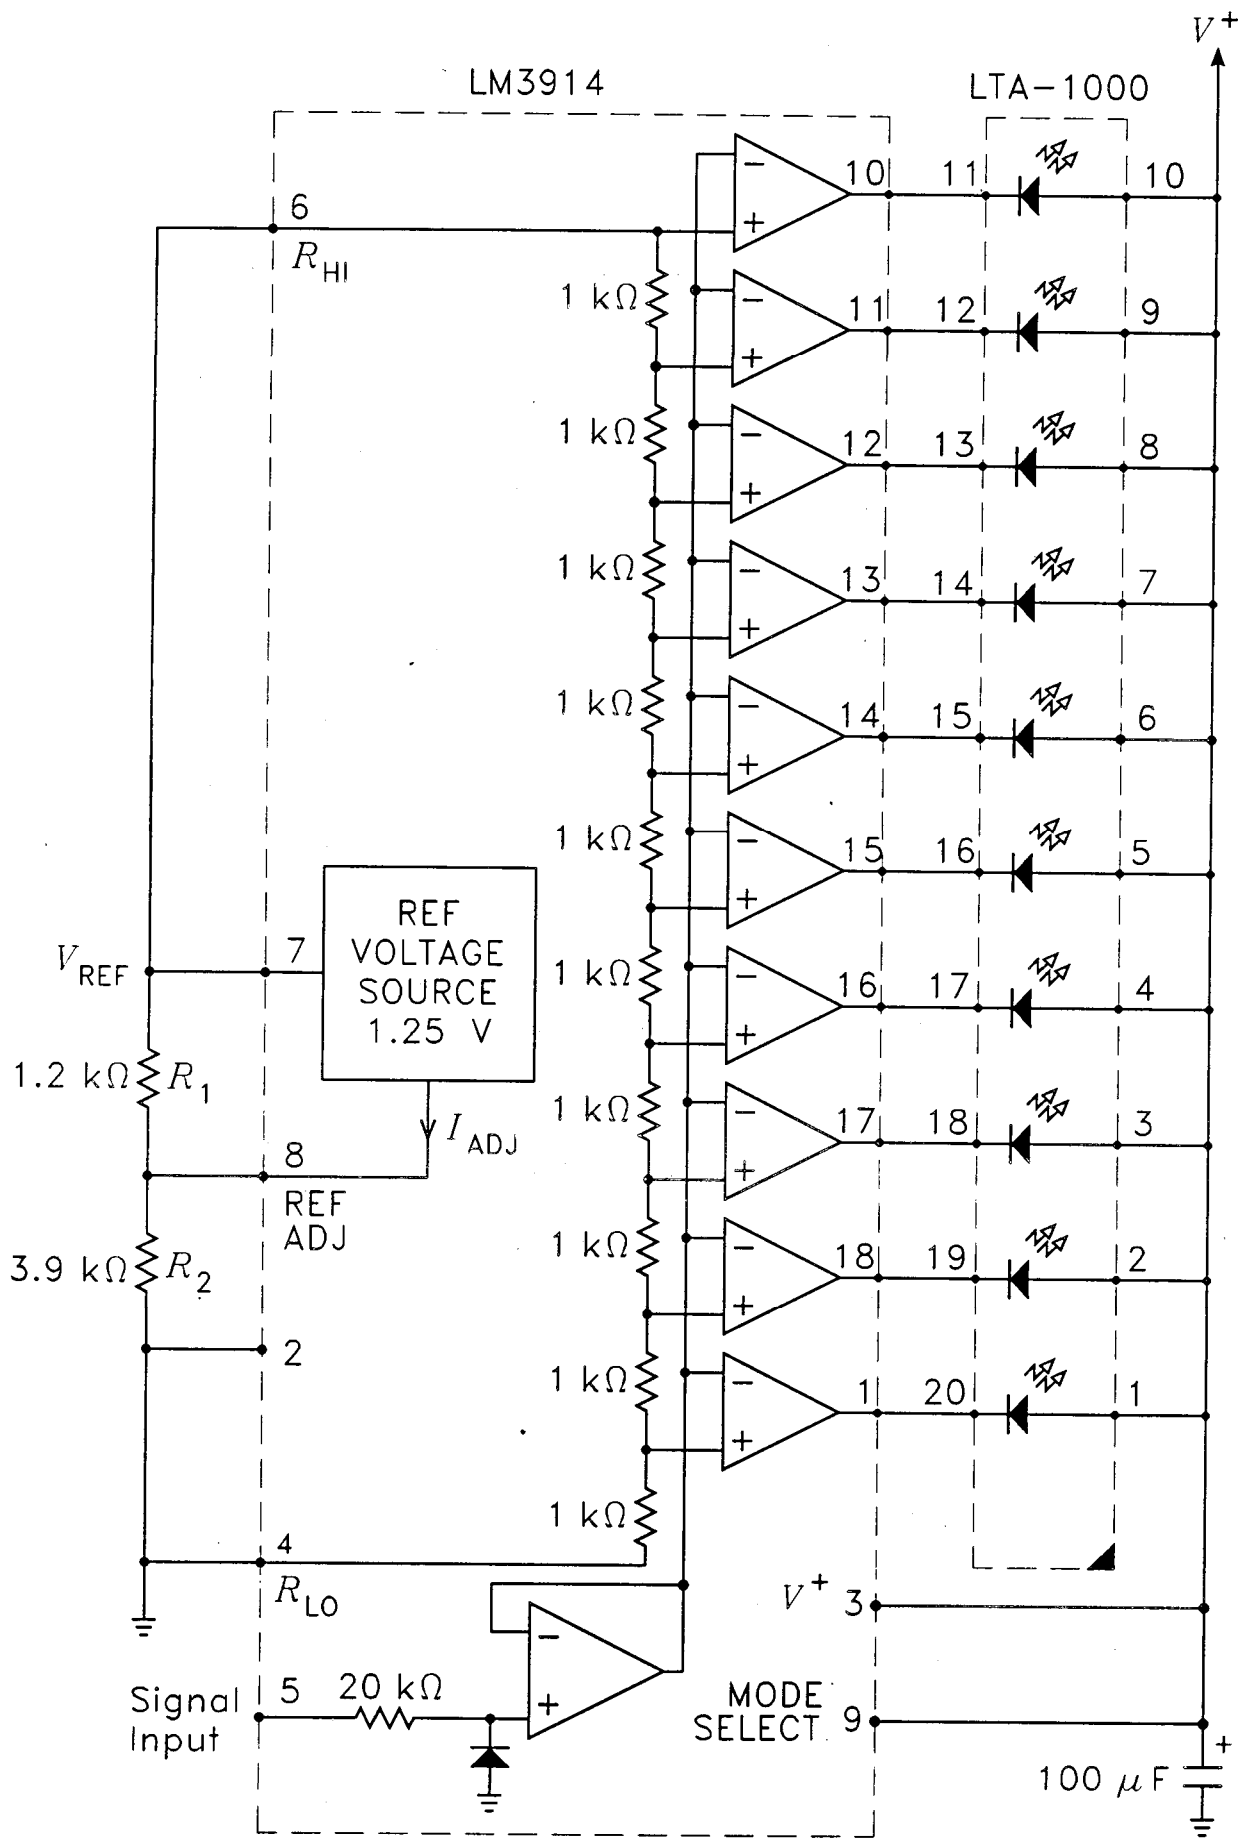 V+
LM3914
LTA-1000
10 11 10
6
R HI
1 kΩ
11 12 9
1 kΩ
12 13 8
1 kΩ
13 14 7
1 kΩ
14 15 6
1 kΩ
15 16 5
REF
VOLTAGE
SOURCE
1.25 V
7
V REF
1 kΩ
16 17 4
1.2 kΩ R1
1 kΩ
17 18 3
I ADJ
8
REF
ADJ
3.9 kΩ R2
1 kΩ
18 19 2
2
1 kΩ
1 20 1
1 kΩ
4
R LO
V+ 3
Signal
Input
5 20 kΩ
MODE
SELECT 9
+
100 µF
- +
- +
- +
- +
- +
- +
- +
- +
- +
- +
- +